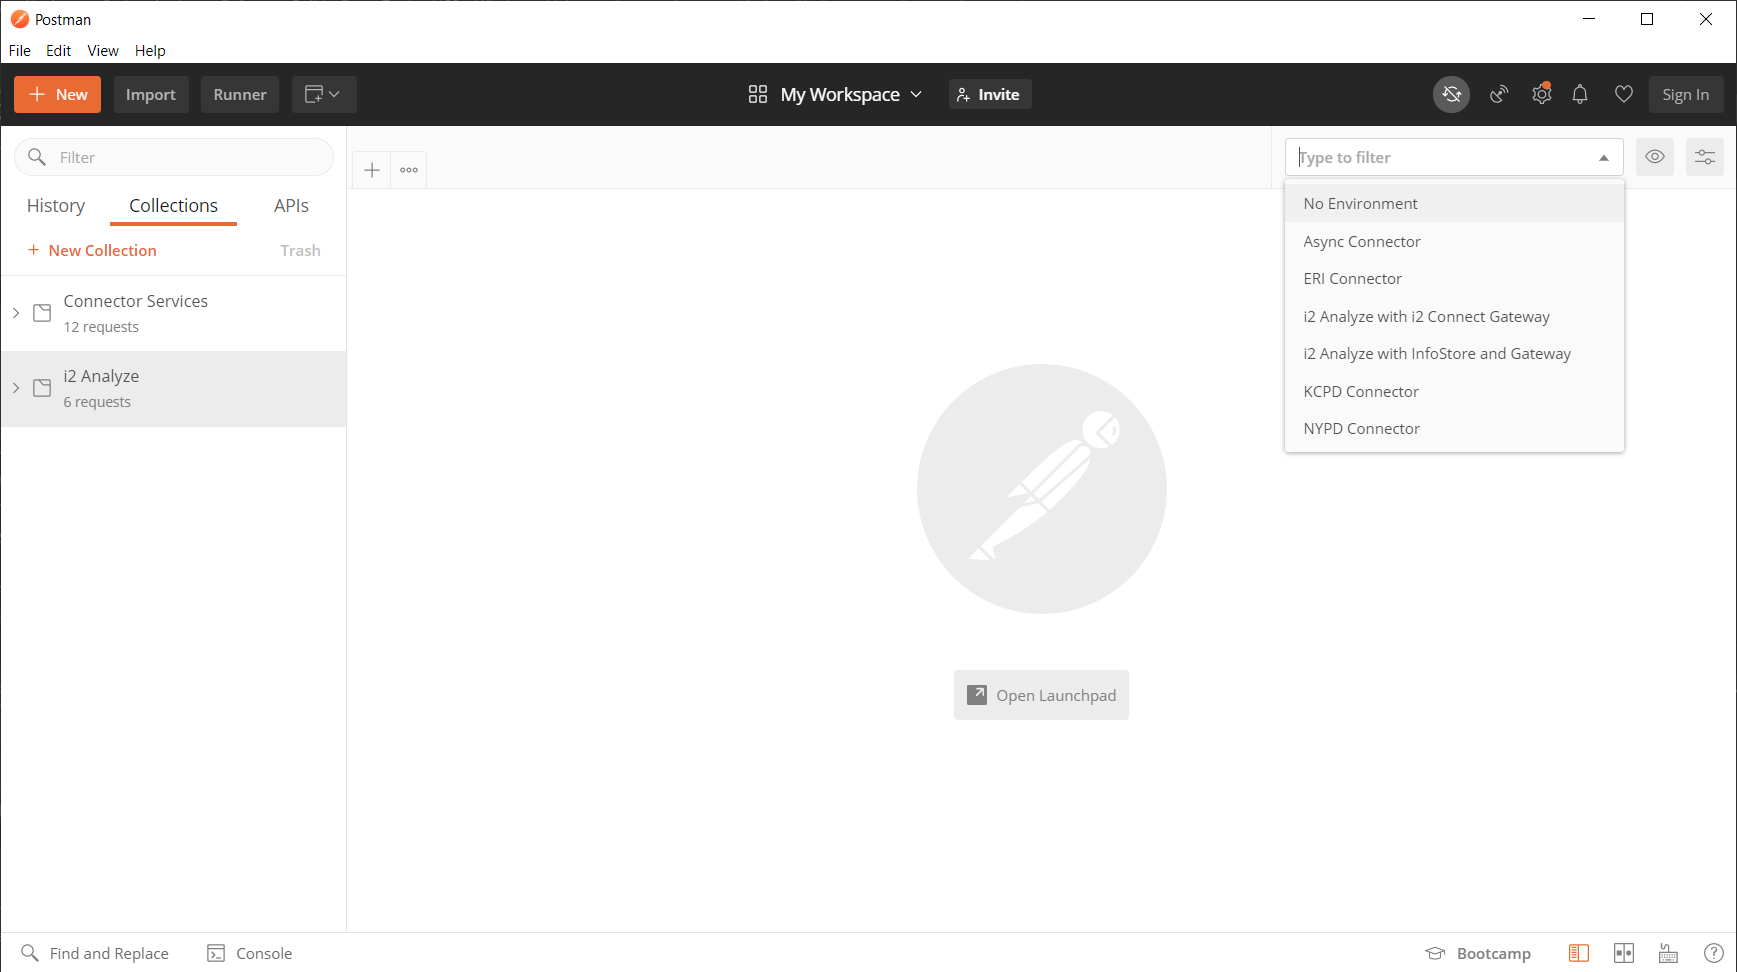 Postman
File Edit View Help
New Import Runner My Workspace Invite Sign In
Filter
History Collections APIs
New Collection Trash
Connector Services
12 requests
i2 Analyze
6 requests
Type to filter
No Environment
Async Connector
ERI Connector
i2 Analyze with i2 Connect Gateway
i2 Analyze with InfoStore and Gateway
KCPD Connector
NYPD Connector
Open Launchpad
Find and Replace Console Bootcamp